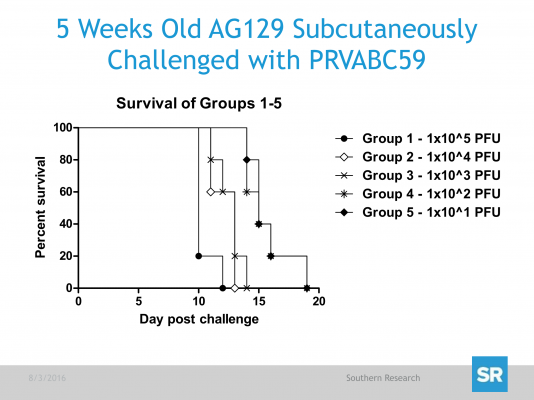 5 Weeks Old AG129 Subcutaneously
Challenged with PRVABC59
Survival of Groups 1-5
Percent survival
100
80
60
40
20
0
0 5 10 15 20
Day post challenge
Group 1 - 1x10^5 PFU
Group 2 - 1x10^4 PFU
Group 3 - 1x10^3 PFU
Group 4 - 1x10^2 PFU
Group 5 - 1x10^1 PFU
8/3/2016
Southern Research
SR